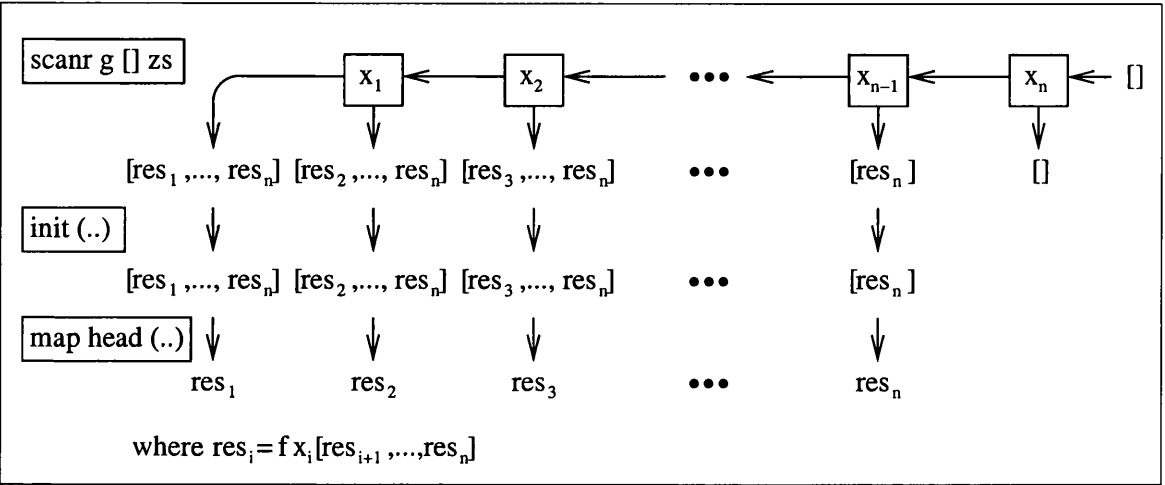 scanr g [] zs
x₁ x₂ ••• xₙ₋₁ xₙ []
[res₁,..., resₙ] [res₂,..., resₙ] [res₃,..., resₙ] ••• [resₙ] []
init (..)
[res₁,..., resₙ] [res₂,..., resₙ] [res₃,..., resₙ] ••• [resₙ]
map head (..)
res₁ res₂ res₃ ••• resₙ
where resᵢ = f xᵢ [resᵢ₊₁,...,resₙ]